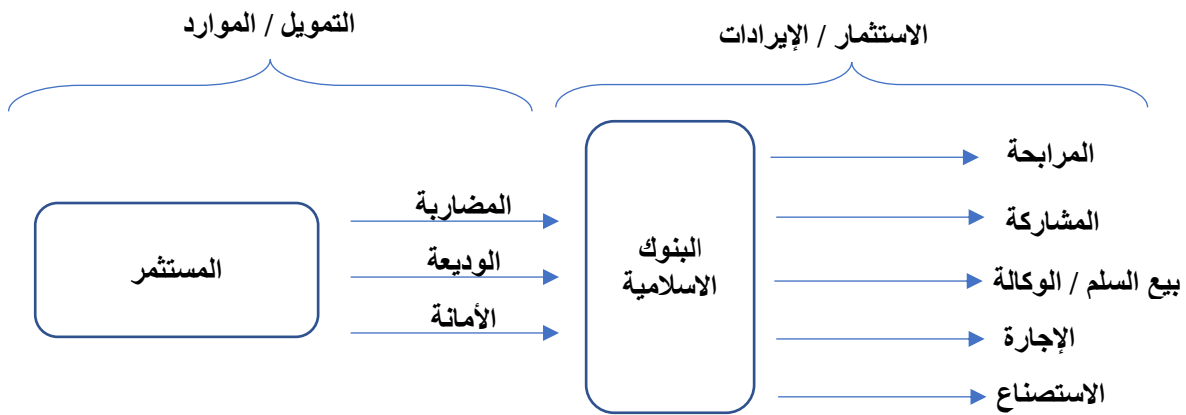 التمويل / الموارد
الاستثمار / الإيرادات
المستثمر
المضاربة
الوديعة
الأمانة
البنوك
الاسلامية
المرابحة
المشاركة
بيع السلم / الوكالة
الإجارة
الاستصناع